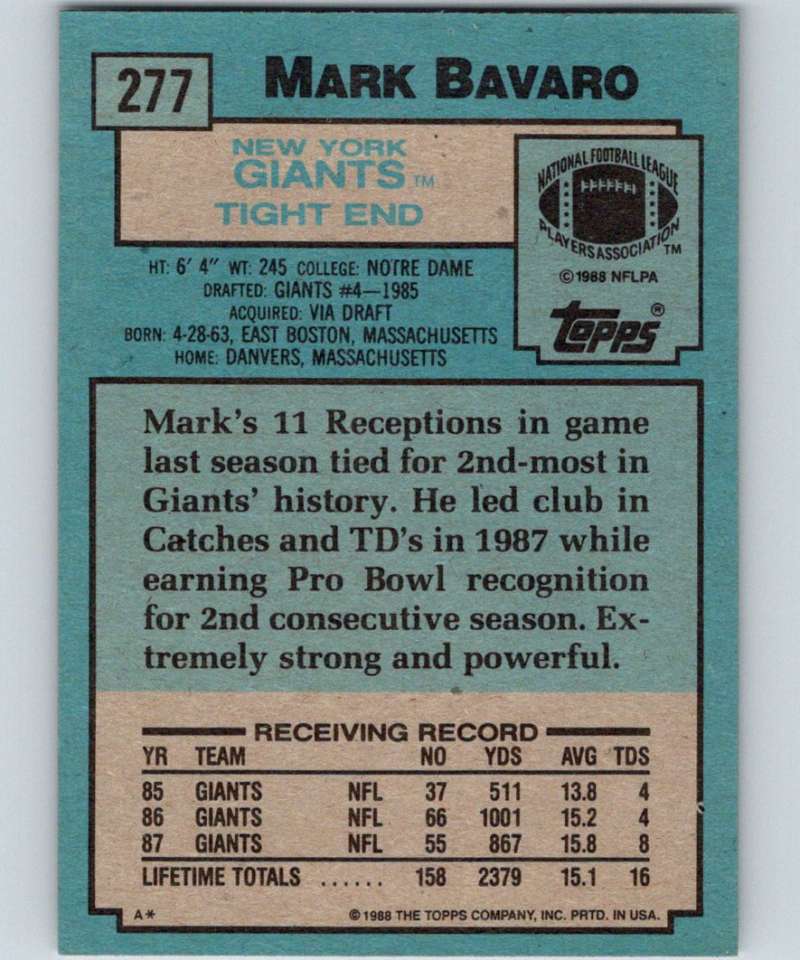 277
MARK BAVARO
NEW YORK
GIANTS™
TIGHT END
NATIONAL FOOTBALL LEAGUE
PLAYERS ASSOCIATION™
©1988 NFLPA
topps®
HT: 6' 4" WT: 245 COLLEGE: NOTRE DAME
DRAFTED: GIANTS #4—1985
ACQUIRED: VIA DRAFT
BORN: 4-28-63, EAST BOSTON, MASSACHUSETTS
HOME: DANVERS, MASSACHUSETTS
Mark's 11 Receptions in game
last season tied for 2nd-most in
Giants' history. He led club in
Catches and TD's in 1987 while
earning Pro Bowl recognition
for 2nd consecutive season. Ex-
tremely strong and powerful.
RECEIVING RECORD
YR TEAM NO YDS AVG TDS
85 GIANTS NFL 37 511 13.8 4
86 GIANTS NFL 66 1001 15.2 4
87 GIANTS NFL 55 867 15.8 8
LIFETIME TOTALS ...... 158 2379 15.1 16
A* ©1988 THE TOPPS COMPANY, INC. PRTD. IN USA.